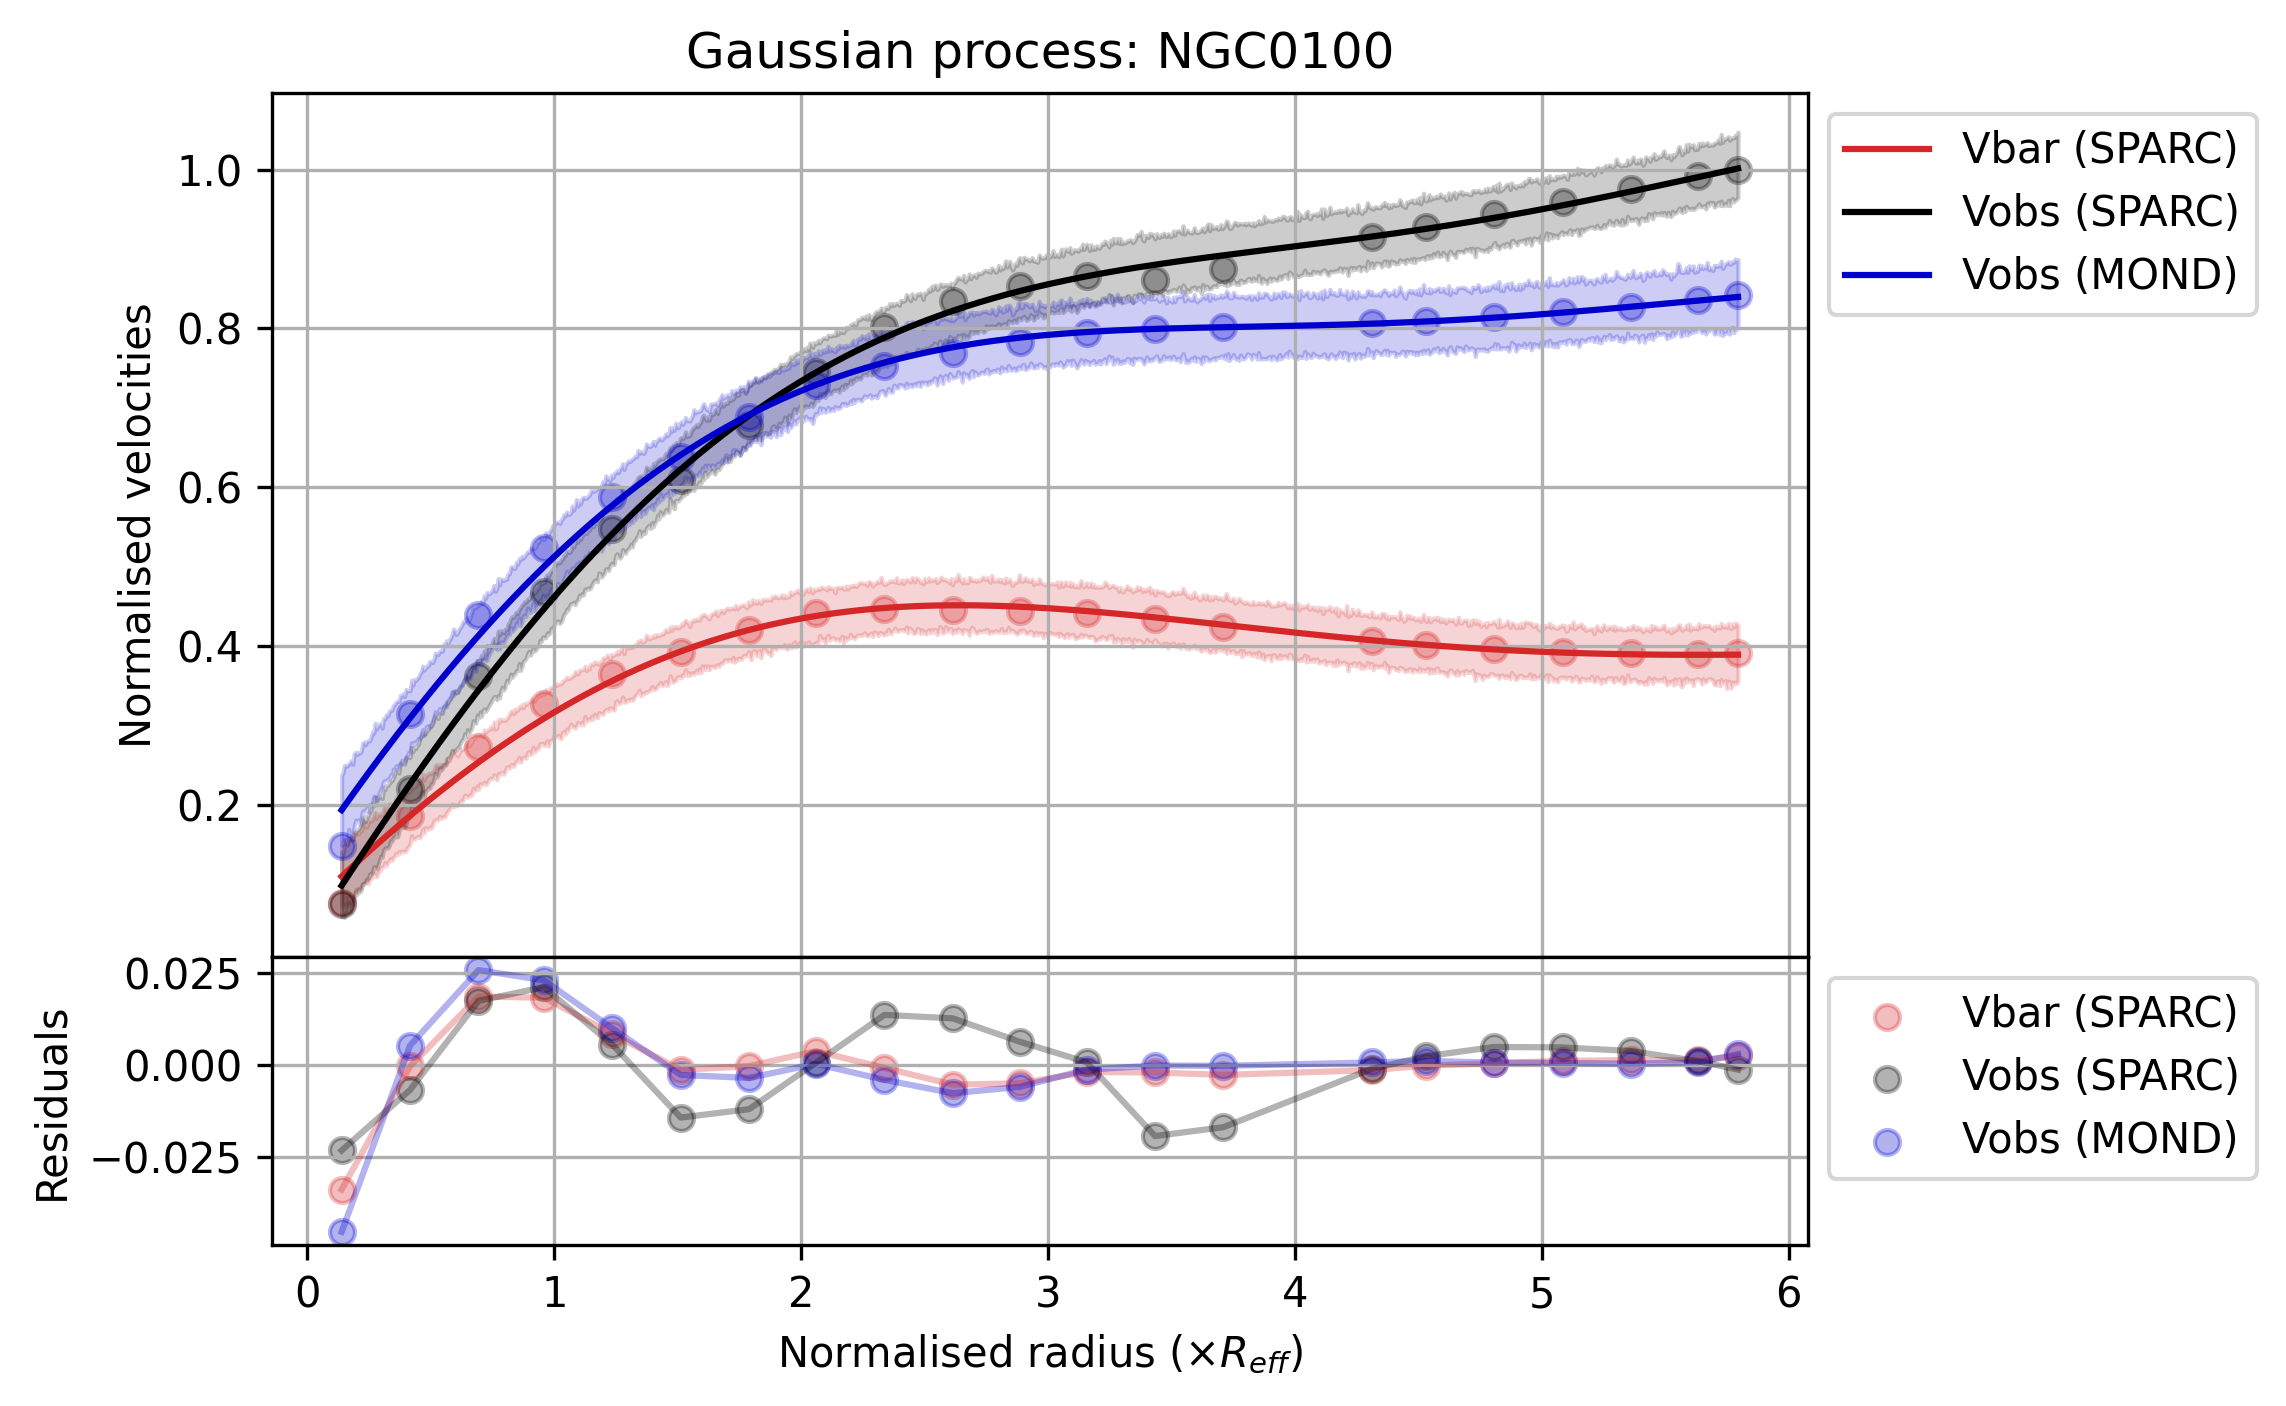 Gaussian process: NGC0100
Normalised velocities
1.0
0.8
0.6
0.4
0.2
Vbar (SPARC)
Vobs (SPARC)
Vobs (MOND)
Residuals
0.025
0.000
−0.025
Vbar (SPARC)
Vobs (SPARC)
Vobs (MOND)
0 1 2 3 4 5 6
Normalised radius (×R_eff)